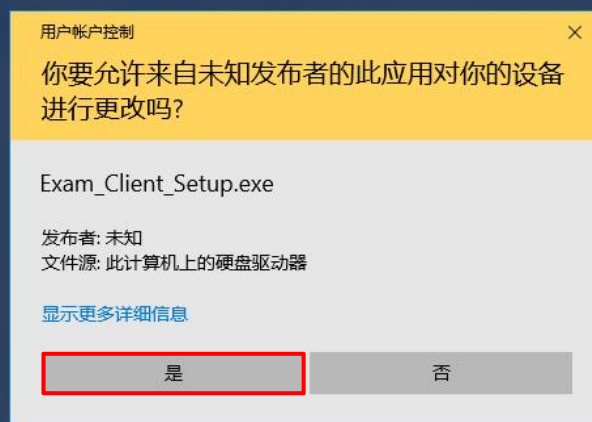 用户帐户控制
你要允许来自未知发布者的此应用对你的设备
进行更改吗?
Exam_Client_Setup.exe
发布者: 未知
文件源: 此计算机上的硬盘驱动器
显示更多详细信息
是
否